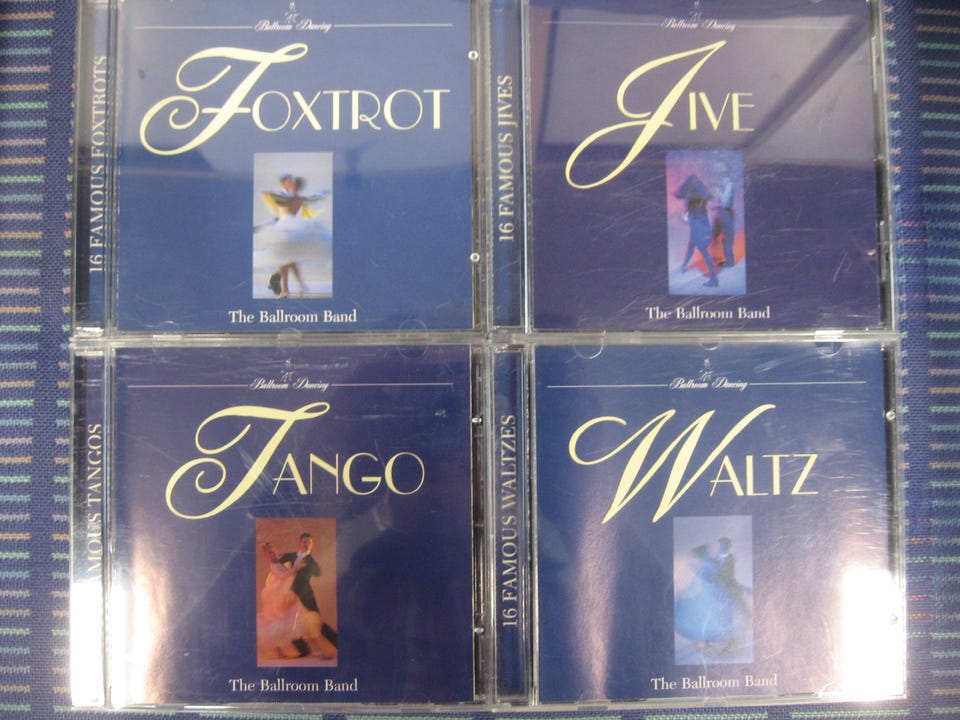 16 FAMOUS FOXTROTS
Ballroom Dancing
FOXTROT
The Ballroom Band
16 FAMOUS JIVES
Ballroom Dancing
JIVE
The Ballroom Band
FAMOUS TANGOS
Ballroom Dancing
TANGO
The Ballroom Band
16 FAMOUS WALTZES
Ballroom Dancing
WALTZ
The Ballroom Band